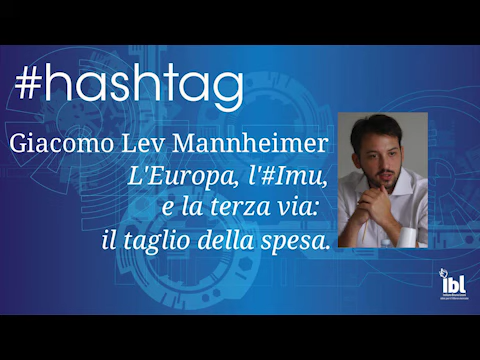 #hashtag
Giacomo Lev Mannheimer
L'Europa, l'#Imu,
e la terza via:
il taglio della spesa.
ibl